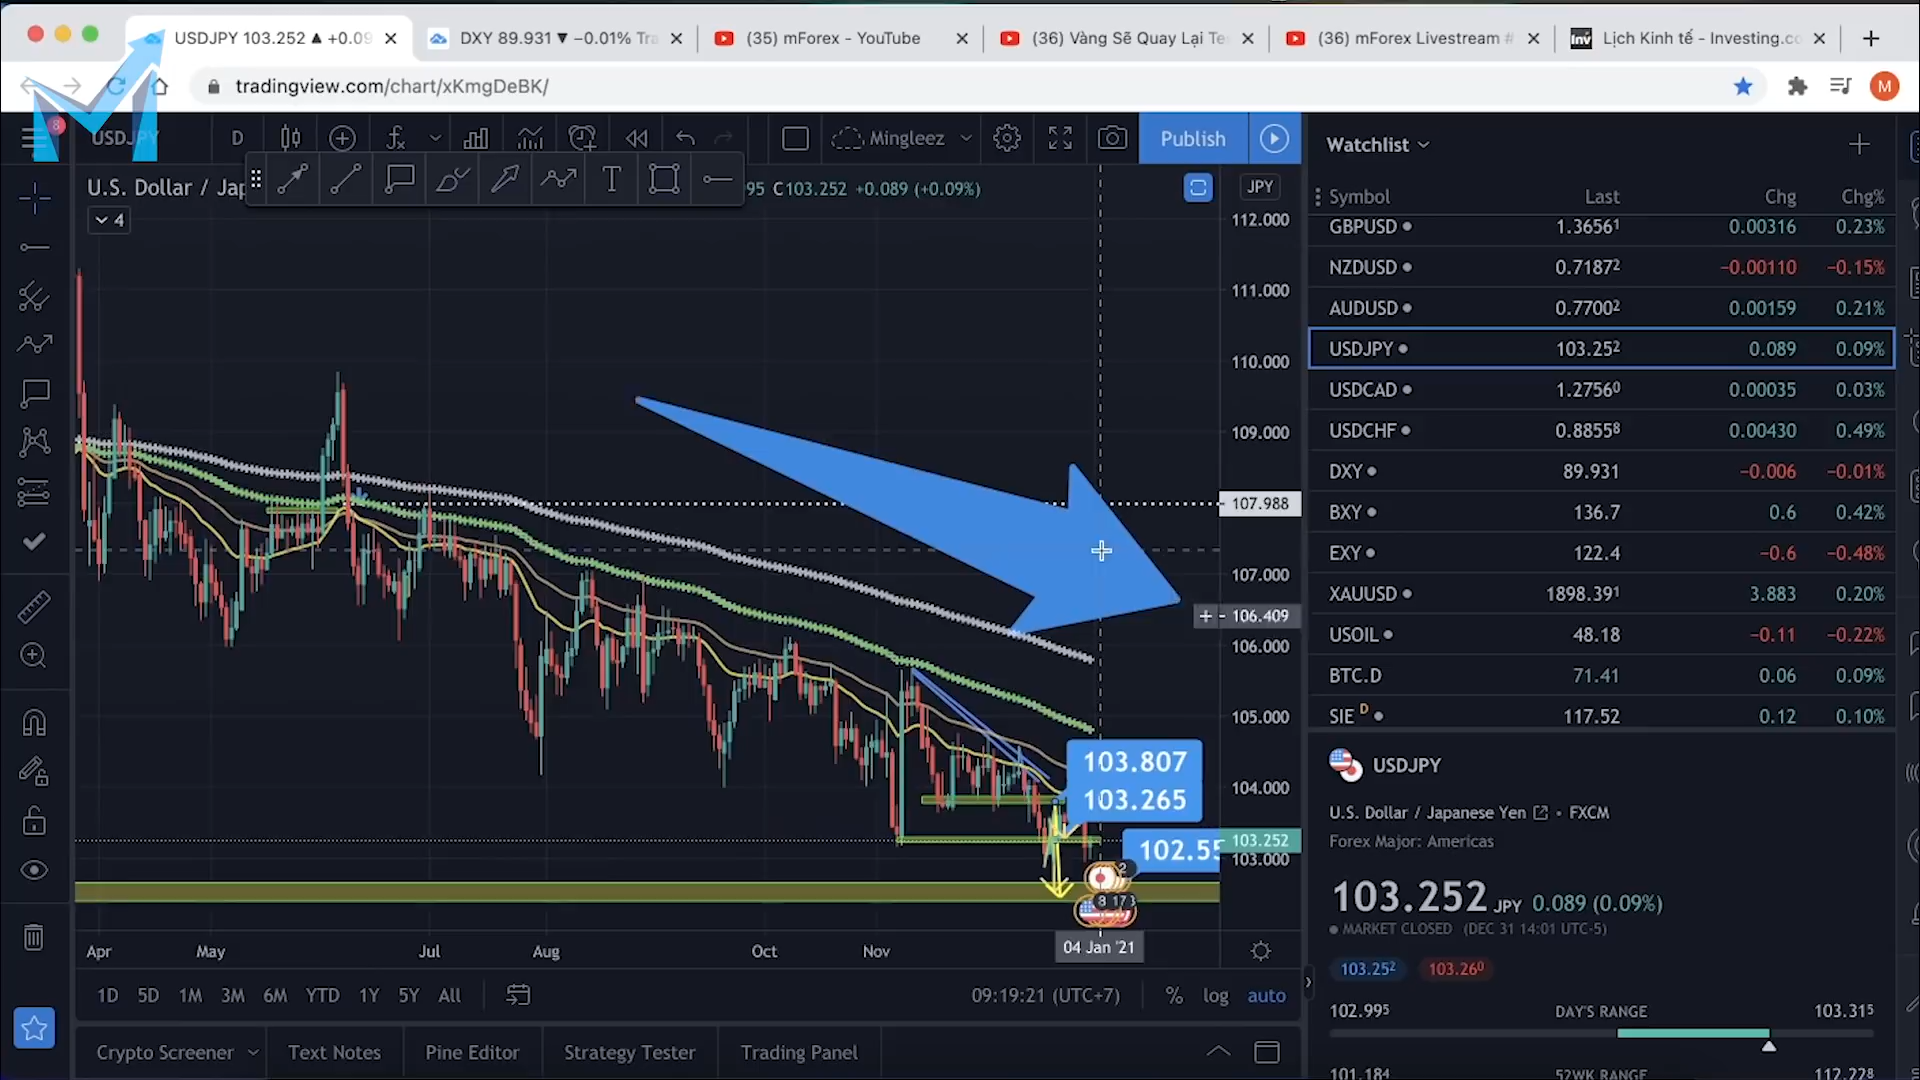 USDJPY 103.252 ▲ +0.09
DXY 89.931 ▼ −0.01% Tra
(35) mForex - YouTube
(36) Vàng Sẽ Quay Lại Te
(36) mForex Livestream #
Inv Lịch Kinh tế - Investing.co
tradingview.com/chart/xKmgDeBK/
M
8
USDJPY
D
Mingleez
Publish
Watchlist
U.S. Dollar / Jap
95 C103.252 +0.089 (+0.09%)
JPY
4
T
Symbol Last Chg Chg%
GBPUSD 1.36561 0.00316 0.23%
NZDUSD 0.71872 −0.00110 −0.15%
AUDUSD 0.77002 0.00159 0.21%
USDJPY 103.252 0.089 0.09%
USDCAD 1.27560 0.00035 0.03%
USDCHF 0.88558 0.00430 0.49%
DXY 89.931 −0.006 −0.01%
BXY 136.7 0.6 0.42%
EXY 122.4 −0.6 −0.48%
XAUUSD 1898.391 3.883 0.20%
USOIL 48.18 −0.11 −0.22%
BTC.D 71.41 0.06 0.09%
SIE D 117.52 0.12 0.10%
112.000
111.000
110.000
109.000
107.988
107.000
106.409
106.000
105.000
104.000
103.252
103.000
103.807
103.265
102.55
2
8 17 3
Apr May Jul Aug Oct Nov 04 Jan '21
1D 5D 1M 3M 6M YTD 1Y 5Y All
09:19:21 (UTC+7) % log auto
Crypto Screener Text Notes Pine Editor Strategy Tester Trading Panel
USDJPY
U.S. Dollar / Japanese Yen • FXCM
Forex Major: Americas
103.252 JPY 0.089 (0.09%)
MARKET CLOSED (DEC 31 14:01 UTC-5)
103.252 103.260
102.995 DAY'S RANGE 103.315
101.184 52WK RANGE 112.228